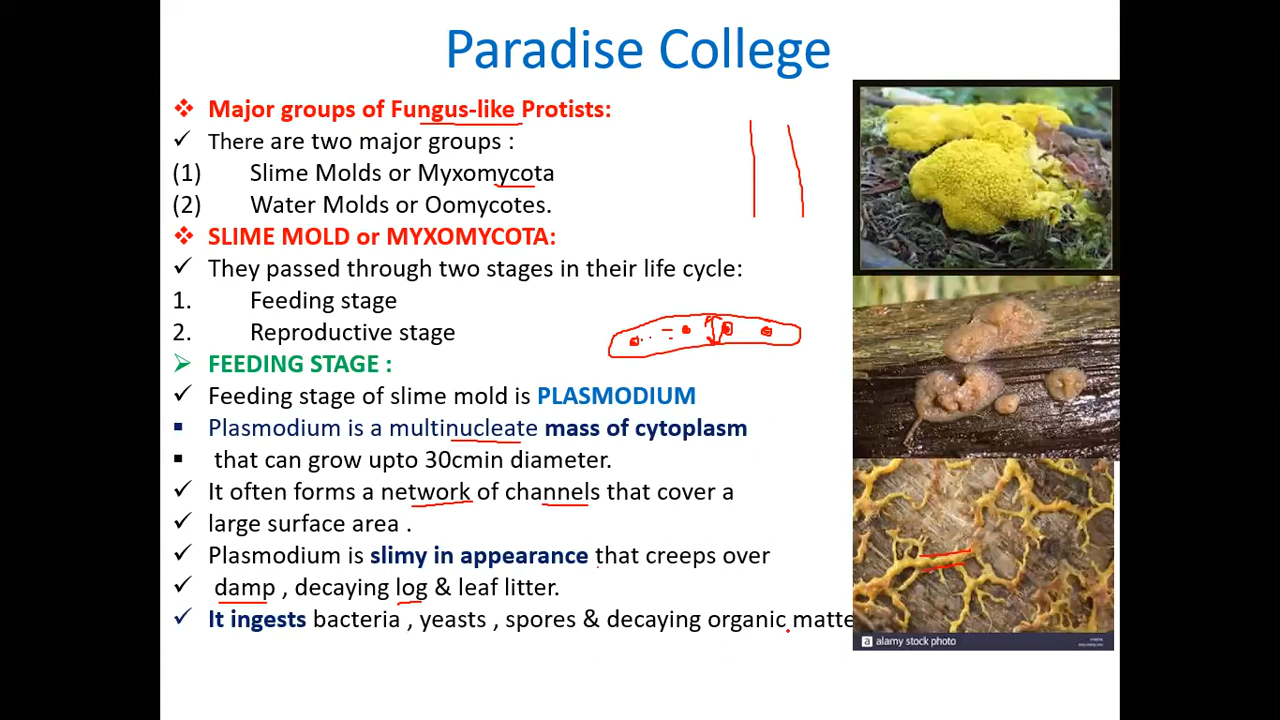 Paradise College
❖ Major groups of Fungus-like Protists:
✓ There are two major groups :
(1) Slime Molds or Myxomycota
(2) Water Molds or Oomycotes.
❖ SLIME MOLD or MYXOMYCOTA:
✓ They passed through two stages in their life cycle:
1. Feeding stage
2. Reproductive stage
➢ FEEDING STAGE :
✓ Feeding stage of slime mold is PLASMODIUM
▪ Plasmodium is a multinucleate mass of cytoplasm
▪ that can grow upto 30cmin diameter.
✓ It often forms a network of channels that cover a
✓ large surface area .
✓ Plasmodium is slimy in appearance that creeps over
✓ damp , decaying log & leaf litter.
✓ It ingests bacteria , yeasts , spores & decaying organic matte
a alamy stock photo